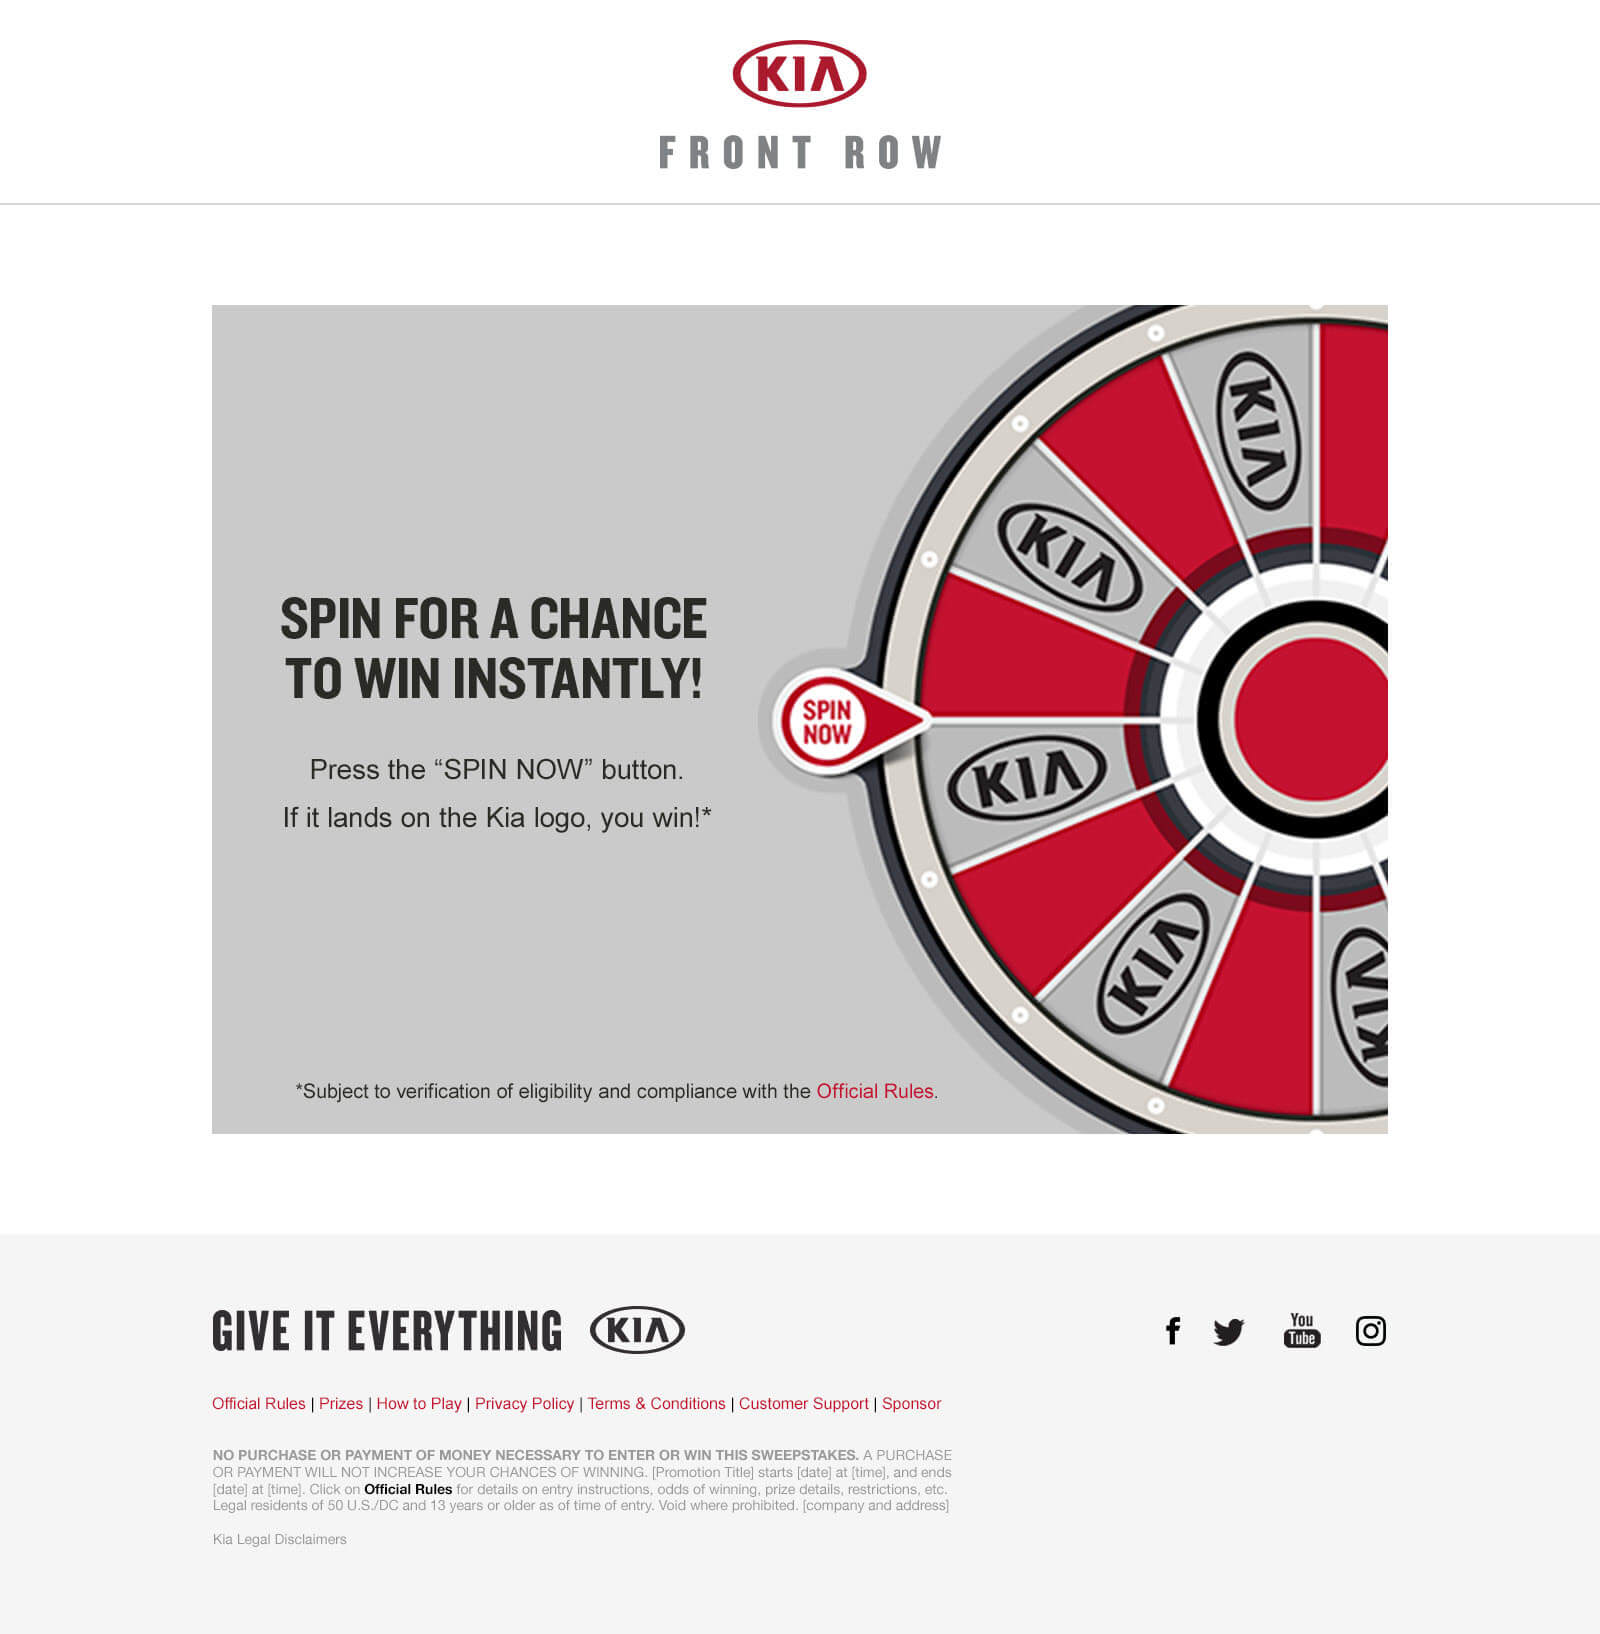 KIA
FRONT ROW
SPIN FOR A CHANCE
TO WIN INSTANTLY!
Press the “SPIN NOW” button.
If it lands on the Kia logo, you win!*
SPIN
NOW
KIA
KIA
KIA
KIA
KIA
*Subject to verification of eligibility and compliance with the Official Rules.
GIVE IT EVERYTHING KIA
You
Tube
Official Rules | Prizes | How to Play | Privacy Policy | Terms & Conditions | Customer Support | Sponsor
NO PURCHASE OR PAYMENT OF MONEY NECESSARY TO ENTER OR WIN THIS SWEEPSTAKES. A PURCHASE
OR PAYMENT WILL NOT INCREASE YOUR CHANCES OF WINNING. [Promotion Title] starts [date] at [time], and ends
[date] at [time]. Click on Official Rules for details on entry instructions, odds of winning, prize details, restrictions, etc.
Legal residents of 50 U.S./DC and 13 years or older as of time of entry. Void where prohibited. [company and address]
Kia Legal Disclaimers